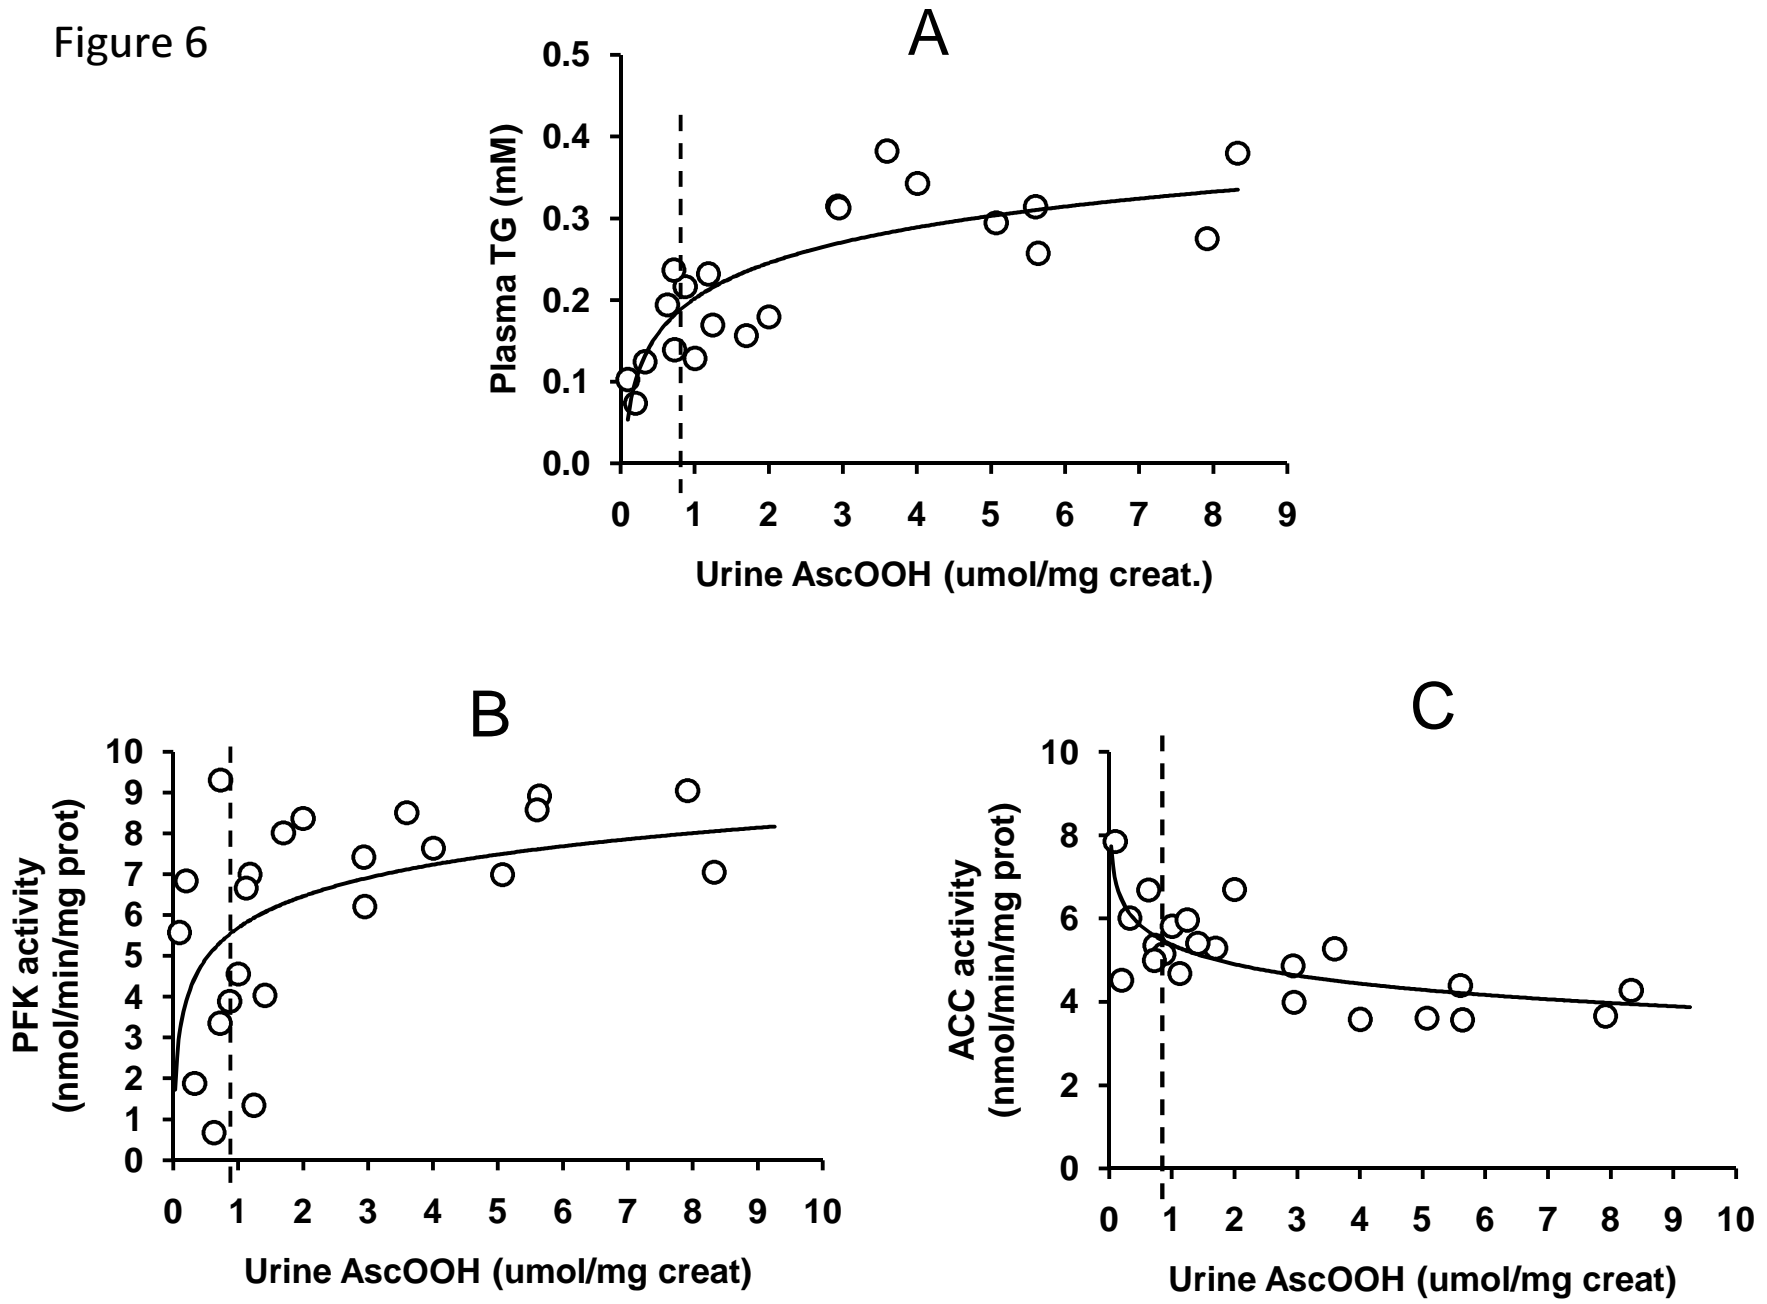 Figure 6
A
0.5
0.4
0.3
0.2
0.1
0.0
Plasma TG (mM)
0 1 2 3 4 5 6 7 8 9
Urine AscOOH (umol/mg creat.)
B
10
9
8
7
6
5
4
3
2
1
0
PFK activity
(nmol/min/mg prot)
0 1 2 3 4 5 6 7 8 9 10
Urine AscOOH (umol/mg creat)
C
10
8
6
4
2
0
ACC activity
(nmol/min/mg prot)
0 1 2 3 4 5 6 7 8 9 10
Urine AscOOH (umol/mg creat)